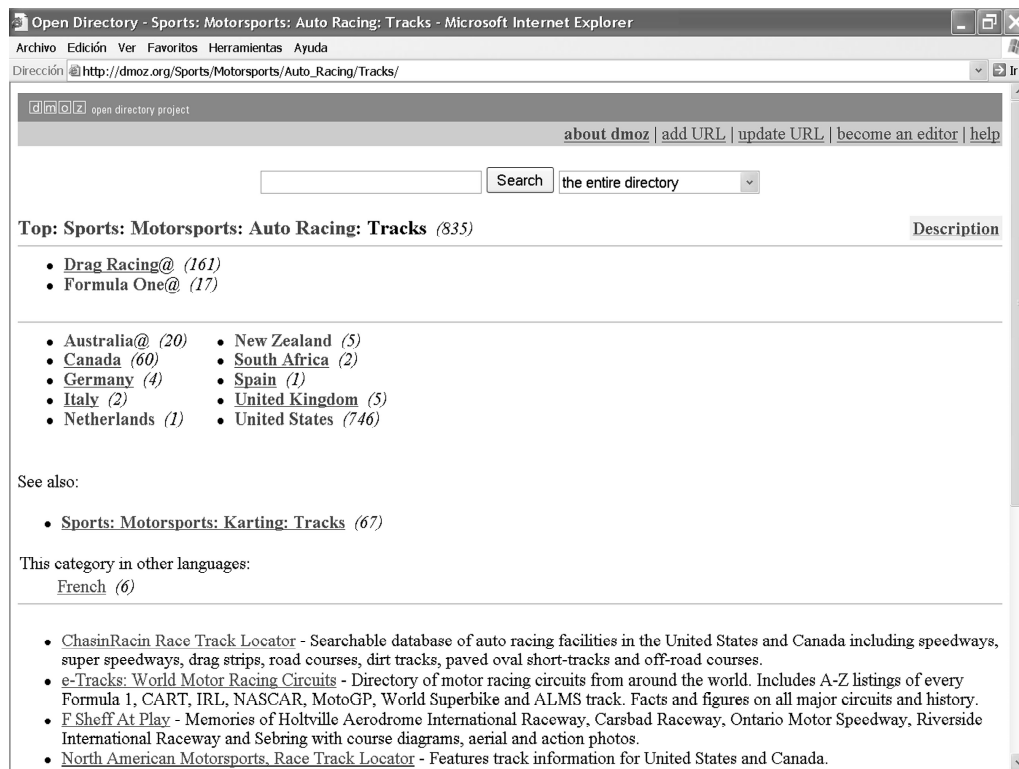 Open Directory - Sports: Motorsports: Auto Racing: Tracks - Microsoft Internet Explorer
Archivo Edición Ver Favoritos Herramientas Ayuda
Dirección http://dmoz.org/Sports/Motorsports/Auto_Racing/Tracks/ Ir
dmoz open directory project
about dmoz | add URL | update URL | become an editor | help
Search the entire directory
Top: Sports: Motorsports: Auto Racing: Tracks (835) Description
• Drag Racing@ (161)
• Formula One@ (17)
• Australia@ (20) • New Zealand (5)
• Canada (60) • South Africa (2)
• Germany (4) • Spain (1)
• Italy (2) • United Kingdom (5)
• Netherlands (1) • United States (746)
See also:
• Sports: Motorsports: Karting: Tracks (67)
This category in other languages:
French (6)
• ChasinRacin Race Track Locator - Searchable database of auto racing facilities in the United States and Canada including speedways,
super speedways, drag strips, road courses, dirt tracks, paved oval short-tracks and off-road courses.
• e-Tracks: World Motor Racing Circuits - Directory of motor racing circuits from around the world. Includes A-Z listings of every
Formula 1, CART, IRL, NASCAR, MotoGP, World Superbike and ALMS track. Facts and figures on all major circuits and history.
• F Sheff At Play - Memories of Holtville Aerodrome International Raceway, Carsbad Raceway, Ontario Motor Speedway, Riverside
International Raceway and Sebring with course diagrams, aerial and action photos.
• North American Motorsports, Race Track Locator - Features track information for United States and Canada.